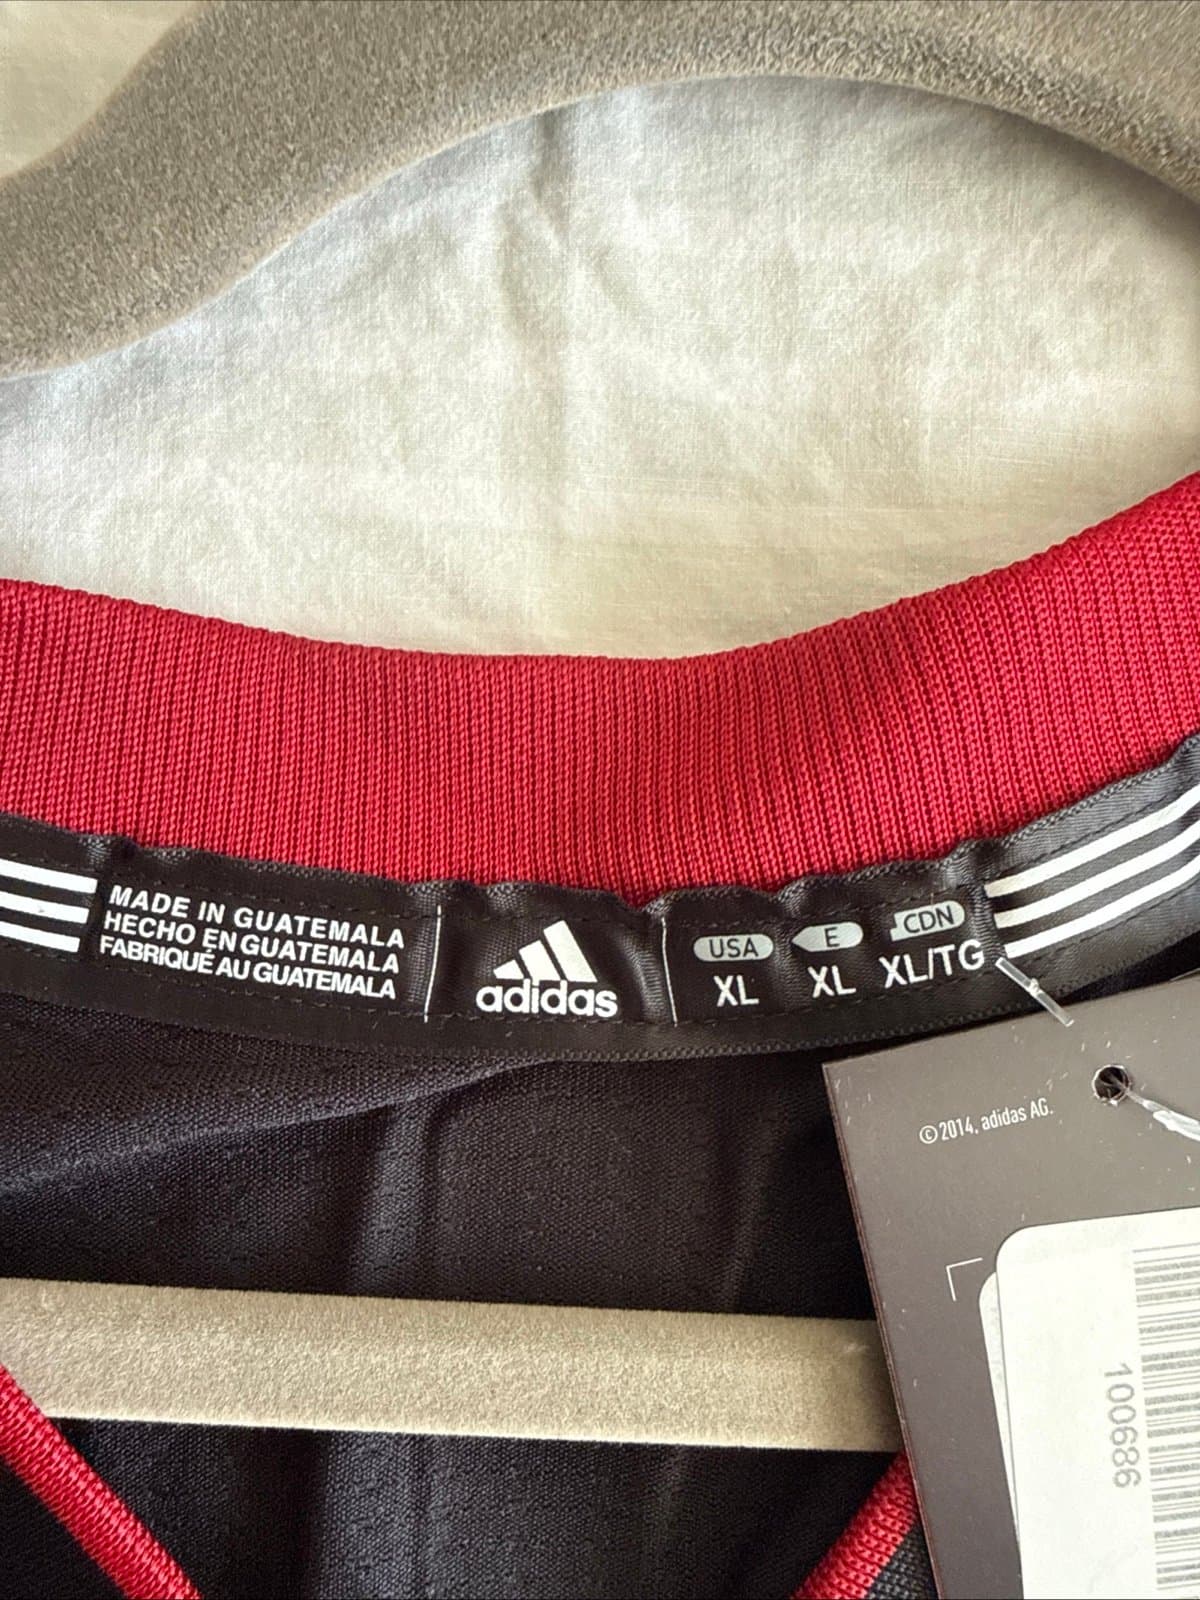 MADE IN GUATEMALA
HECHO EN GUATEMALA
FABRIQUÉ AU GUATEMALA
adidas
USA E CDN
XL XL XL/TG
©2014, adidas AG.
100686